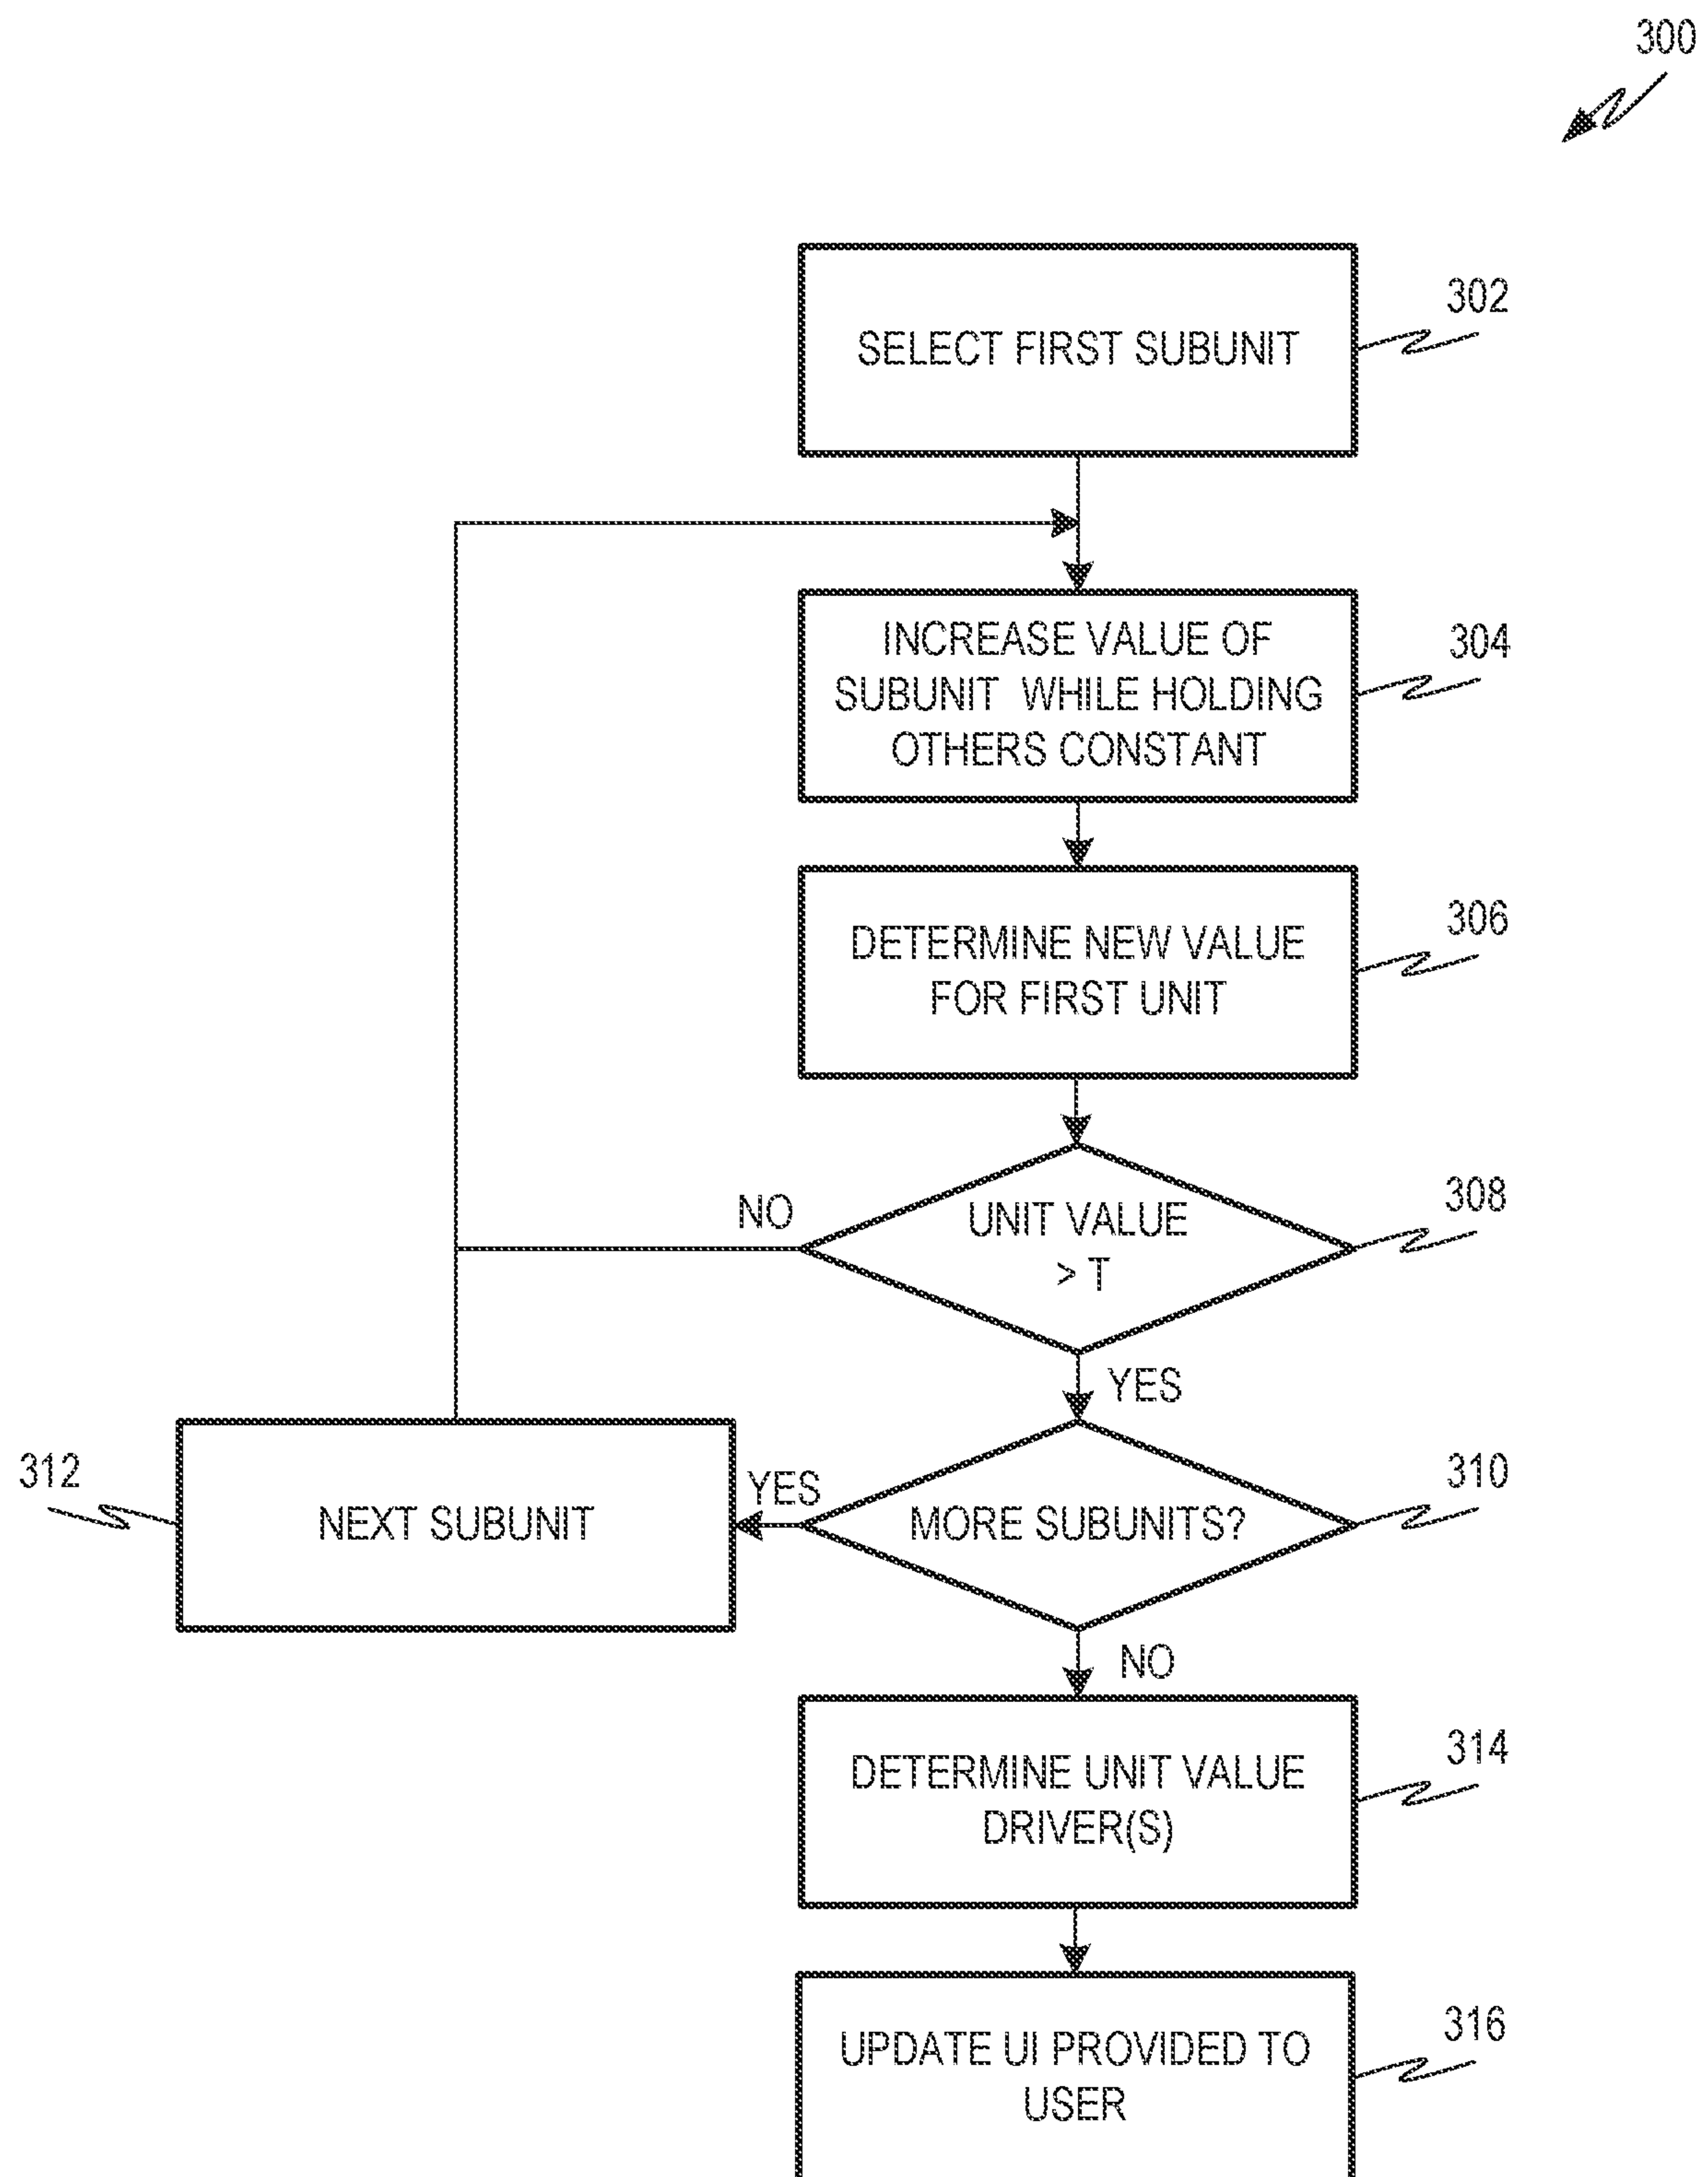 300
SELECT FIRST SUBUNIT
302
INCREASE VALUE OF
SUBUNIT WHILE HOLDING
OTHERS CONSTANT
304
DETERMINE NEW VALUE
FOR FIRST UNIT
306
NO
UNIT VALUE
> T
308
YES
312
NEXT SUBUNIT
YES
MORE SUBUNITS?
310
NO
DETERMINE UNIT VALUE
DRIVER(S)
314
UPDATE UI PROVIDED TO
USER
316